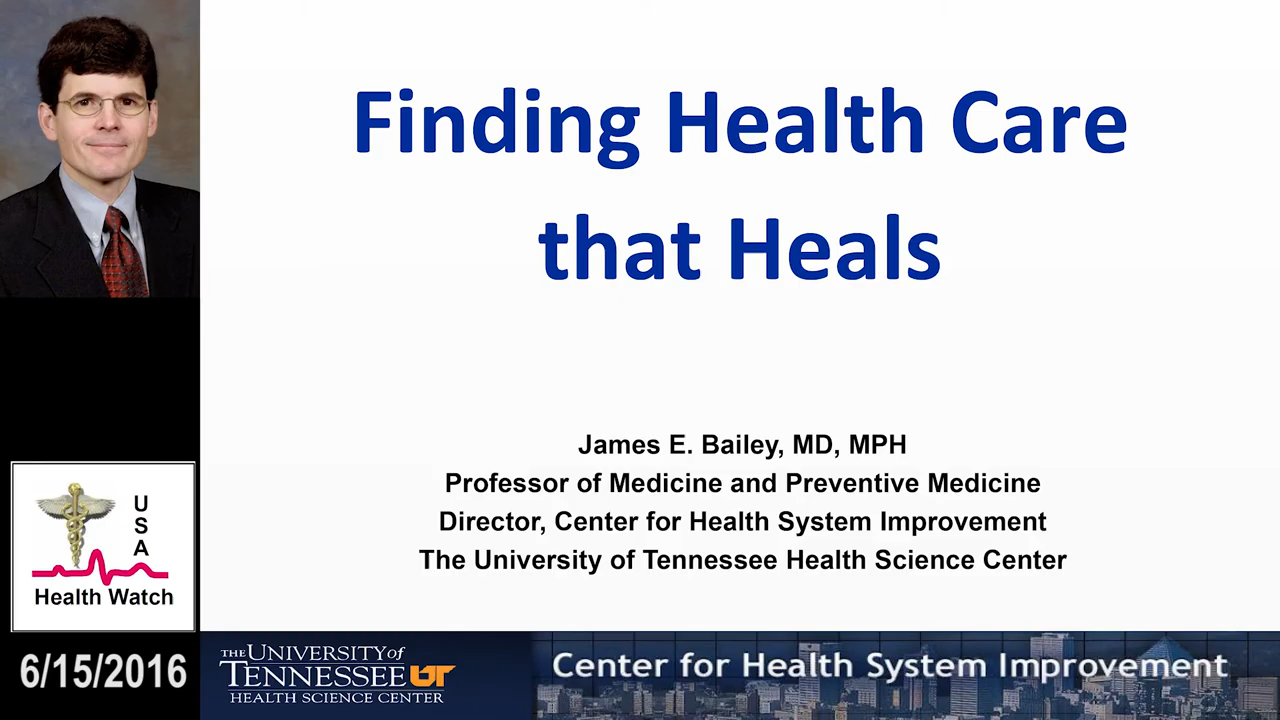 Finding Health Care
that Heals
James E. Bailey, MD, MPH
Professor of Medicine and Preventive Medicine
Director, Center for Health System Improvement
The University of Tennessee Health Science Center
U
S
A
Health Watch
6/15/2016
THE UNIVERSITY of
TENNESSEE UT
HEALTH SCIENCE CENTER
Center for Health System Improvement